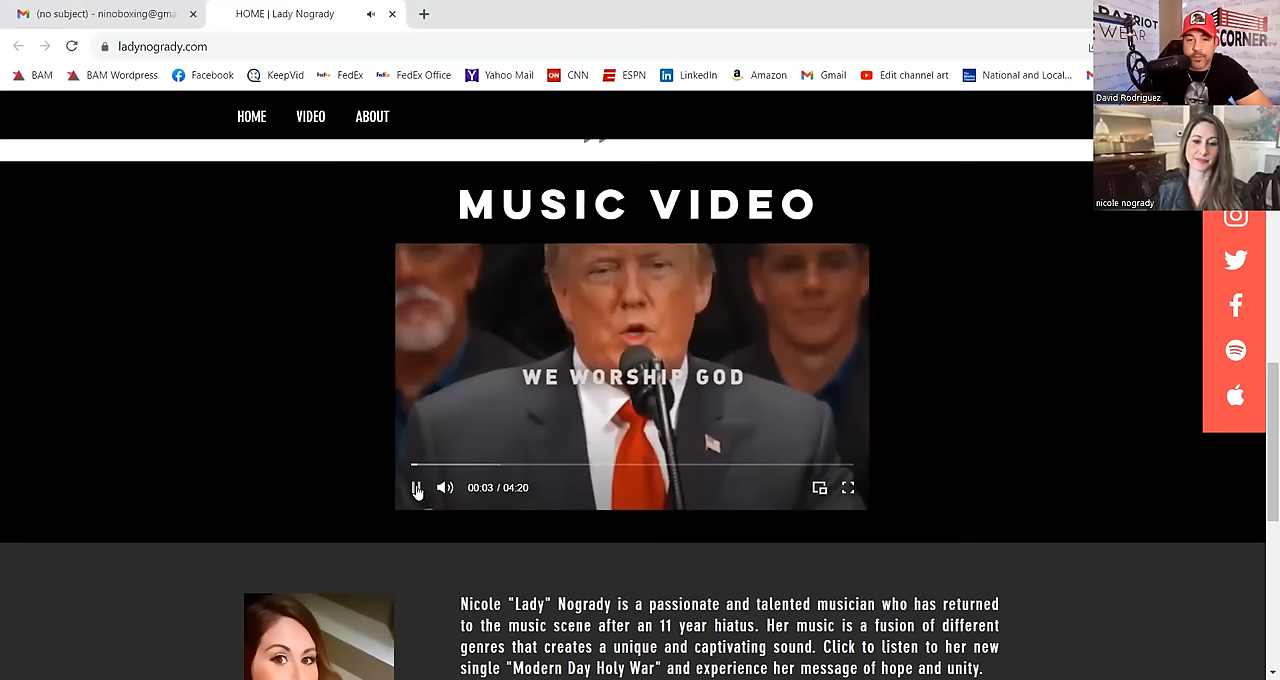 (no subject) - ninoboxing@gma
HOME | Lady Nogrady
ladynogrady.com
BAM
BAM Wordpress
Facebook
KeepVid
FedEx
FedEx Office
Yahoo Mail
CNN
ESPN
LinkedIn
Amazon
Gmail
Edit channel art
National and Local...
PATRIOT
WEAR
CORNER
David Rodriguez
nicole nogrady
HOME
VIDEO
ABOUT
MUSIC VIDEO
WE WORSHIP GOD
00:03 / 04:20
Nicole "Lady" Nogrady is a passionate and talented musician who has returned
to the music scene after an 11 year hiatus. Her music is a fusion of different
genres that creates a unique and captivating sound. Click to listen to her new
single "Modern Day Holy War" and experience her message of hope and unity.